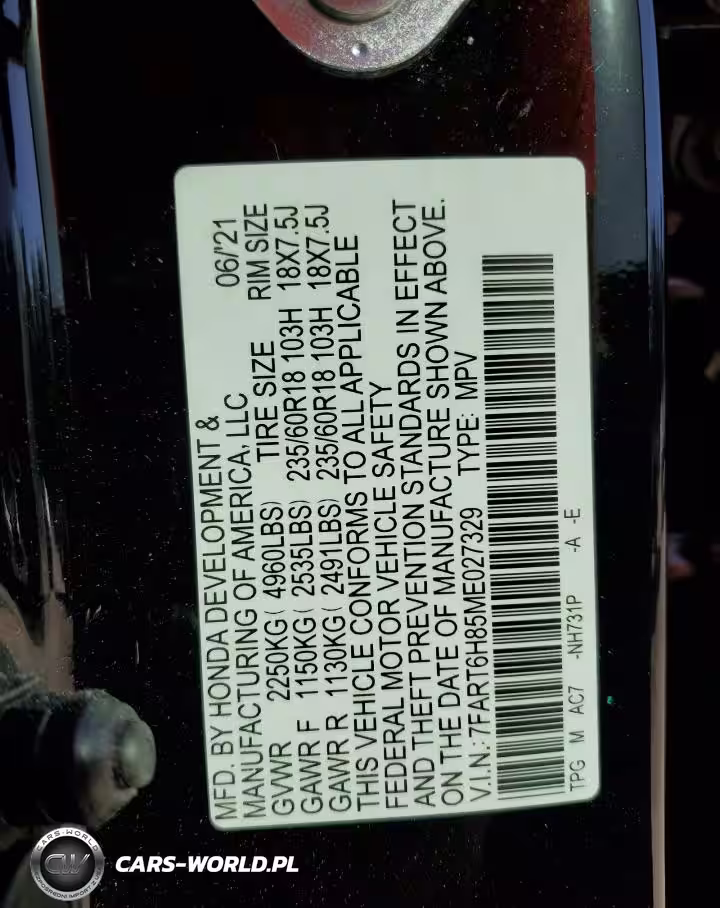 MFD. BY HONDA DEVELOPMENT &
MANUFACTURING OF AMERICA, LLC 06/'21
GVWR 2250KG( 4960LBS) TIRE SIZE RIM SIZE
GAWR F 1150KG( 2535LBS) 235/60R18 103H 18X7.5J
GAWR R 1130KG( 2491LBS) 235/60R18 103H 18X7.5J
THIS VEHICLE CONFORMS TO ALL APPLICABLE
FEDERAL MOTOR VEHICLE SAFETY
AND THEFT PREVENTION STANDARDS IN EFFECT
ON THE DATE OF MANUFACTURE SHOWN ABOVE.
V.I.N.: 7FART6H85ME027329 TYPE: MPV
TPG M AC7 -NH731P -A -E
CARS-WORLD
CW
CARS-WORLD.PL